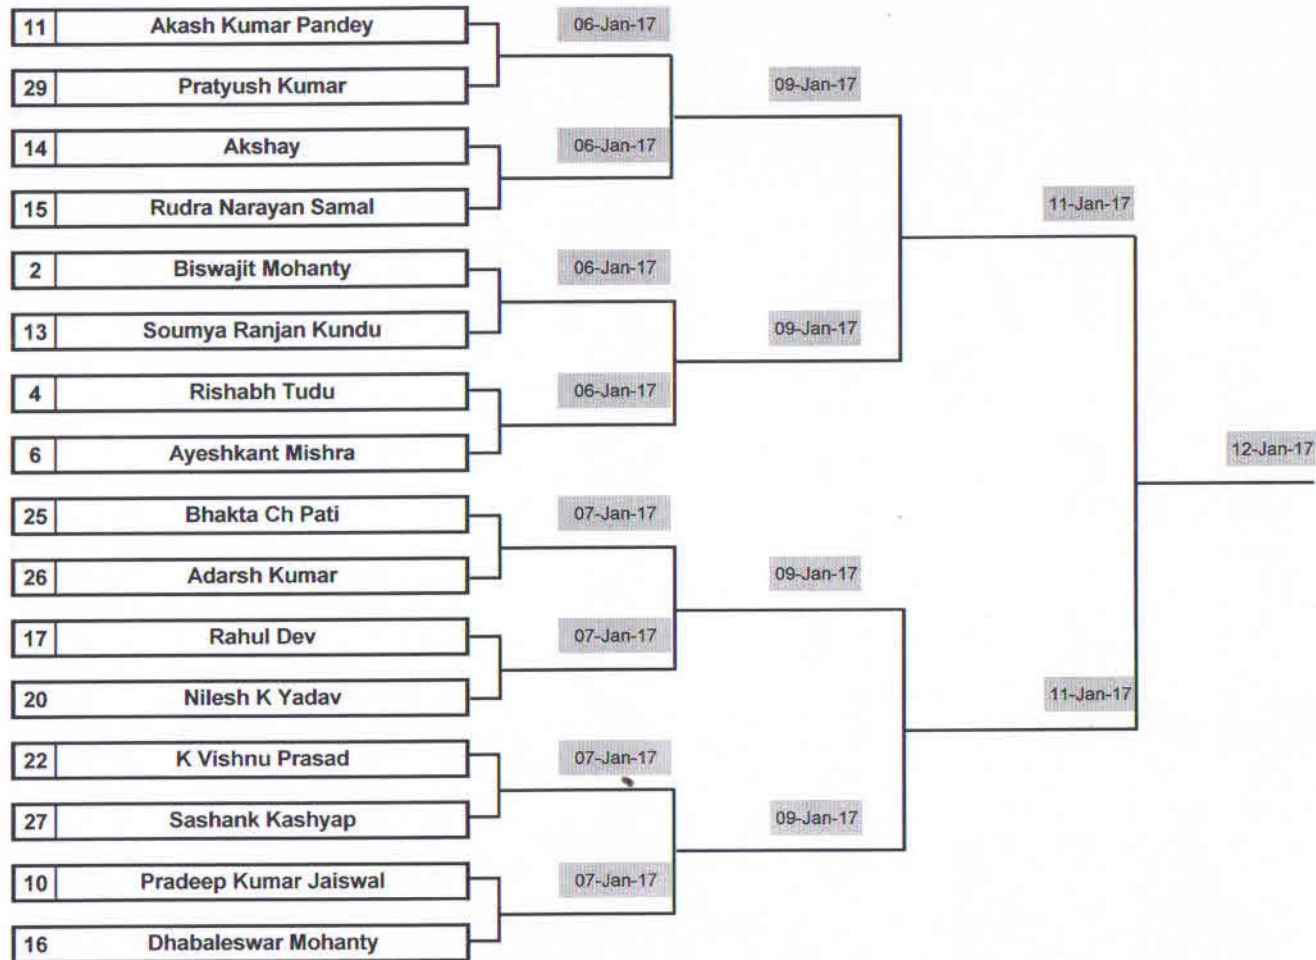 11 Akash Kumar Pandey
06-Jan-17
29 Pratyush Kumar
09-Jan-17
14 Akshay
06-Jan-17
15 Rudra Narayan Samal
11-Jan-17
2 Biswajit Mohanty
06-Jan-17
13 Soumya Ranjan Kundu
09-Jan-17
4 Rishabh Tudu
06-Jan-17
6 Ayeshkant Mishra
12-Jan-17
25 Bhakta Ch Pati
07-Jan-17
26 Adarsh Kumar
09-Jan-17
17 Rahul Dev
07-Jan-17
20 Nilesh K Yadav
11-Jan-17
22 K Vishnu Prasad
07-Jan-17
27 Sashank Kashyap
09-Jan-17
10 Pradeep Kumar Jaiswal
07-Jan-17
16 Dhabaleswar Mohanty